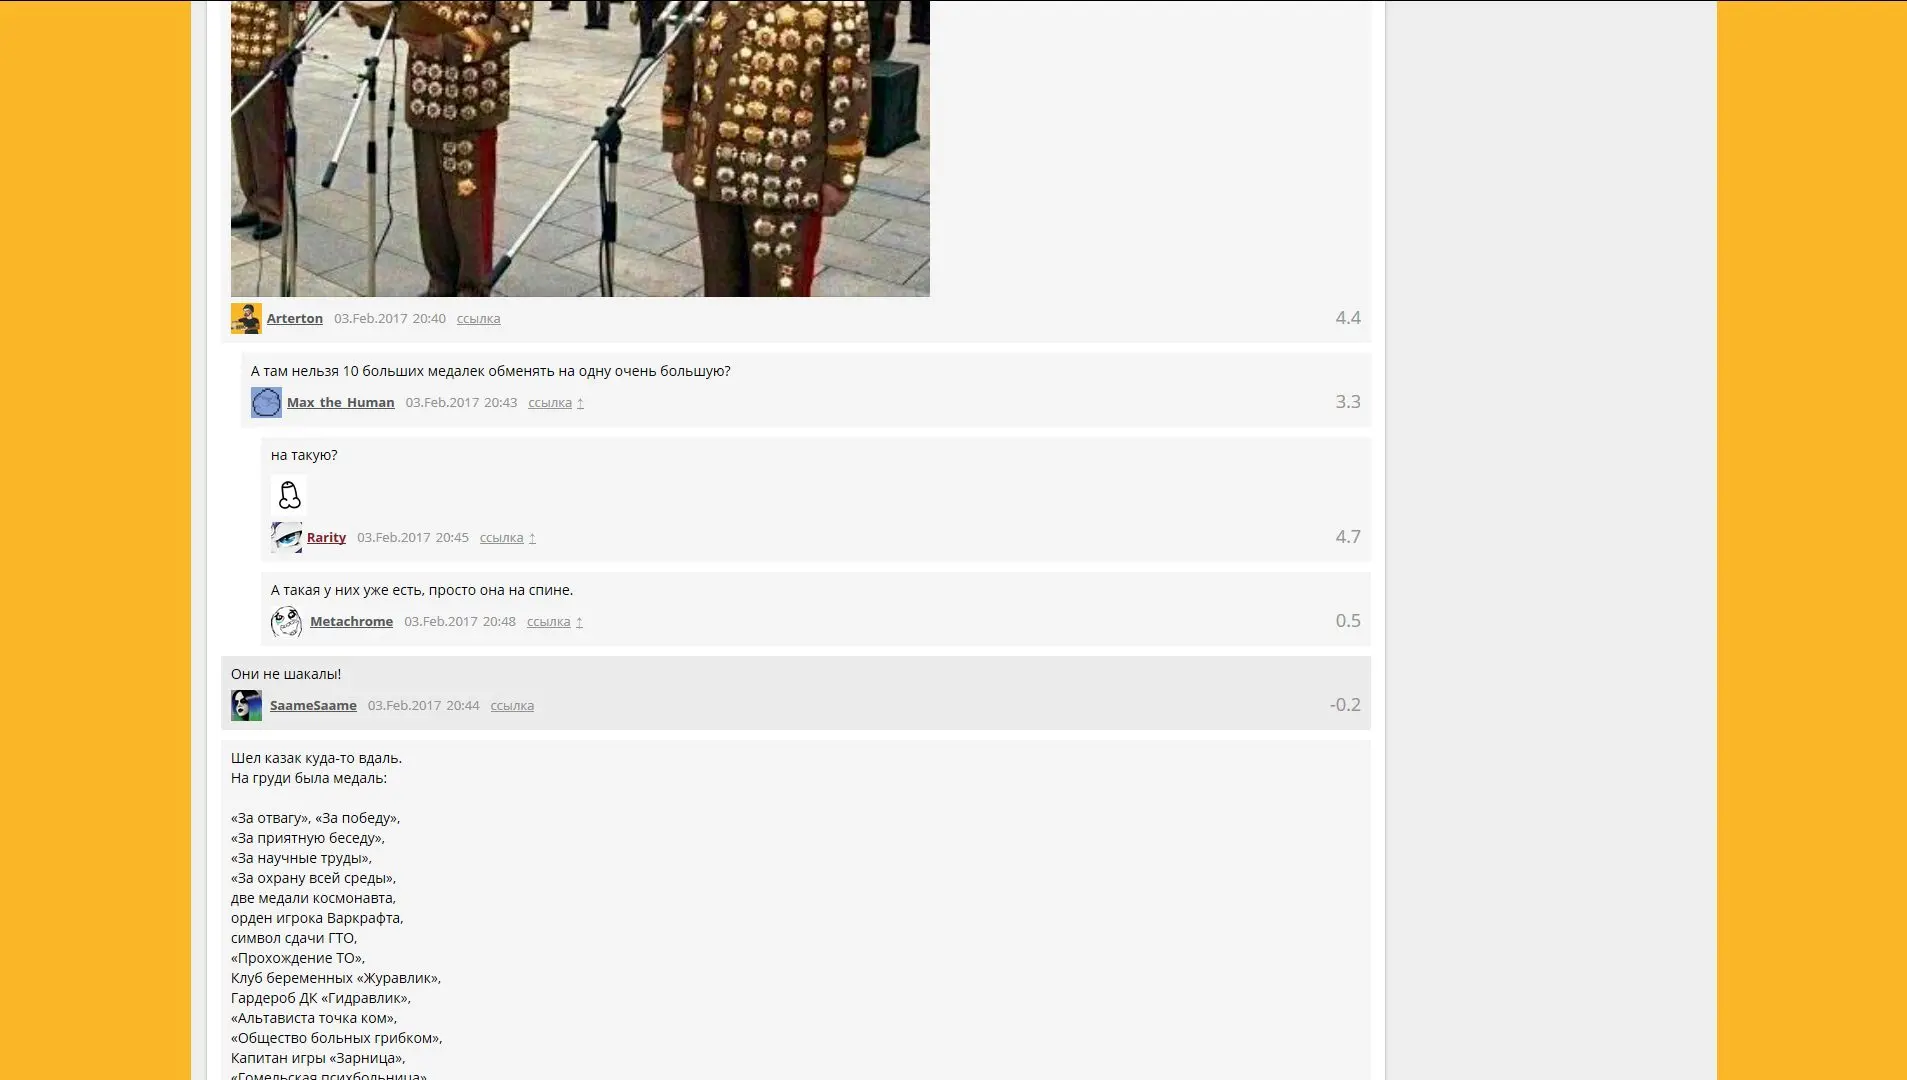 Arterton 03.Feb.2017 20:40 ссылка 4.4
А там нельзя 10 больших медалек обменять на одну очень большую?
Max the Human 03.Feb.2017 20:43 ссылка ↑ 3.3
на такую?
Rarity 03.Feb.2017 20:45 ссылка ↑ 4.7
А такая у них уже есть, просто она на спине.
Metachrome 03.Feb.2017 20:48 ссылка ↑ 0.5
Они не шакалы!
SaameSaame 03.Feb.2017 20:44 ссылка -0.2
Шел казак куда-то вдаль.
На груди была медаль:
«За отвагу», «За победу»,
«За приятную беседу»,
«За научные труды»,
«За охрану всей среды»,
две медали космонавта,
орден игрока Варкрафта,
символ сдачи ГТО,
«Прохождение ТО»,
Клуб беременных «Журавлик»,
Гардероб ДК «Гидравлик»,
«Альтависта точка ком»,
«Общество больных грибком»,
Капитан игры «Зарница»,
«Гомельская психбольница»